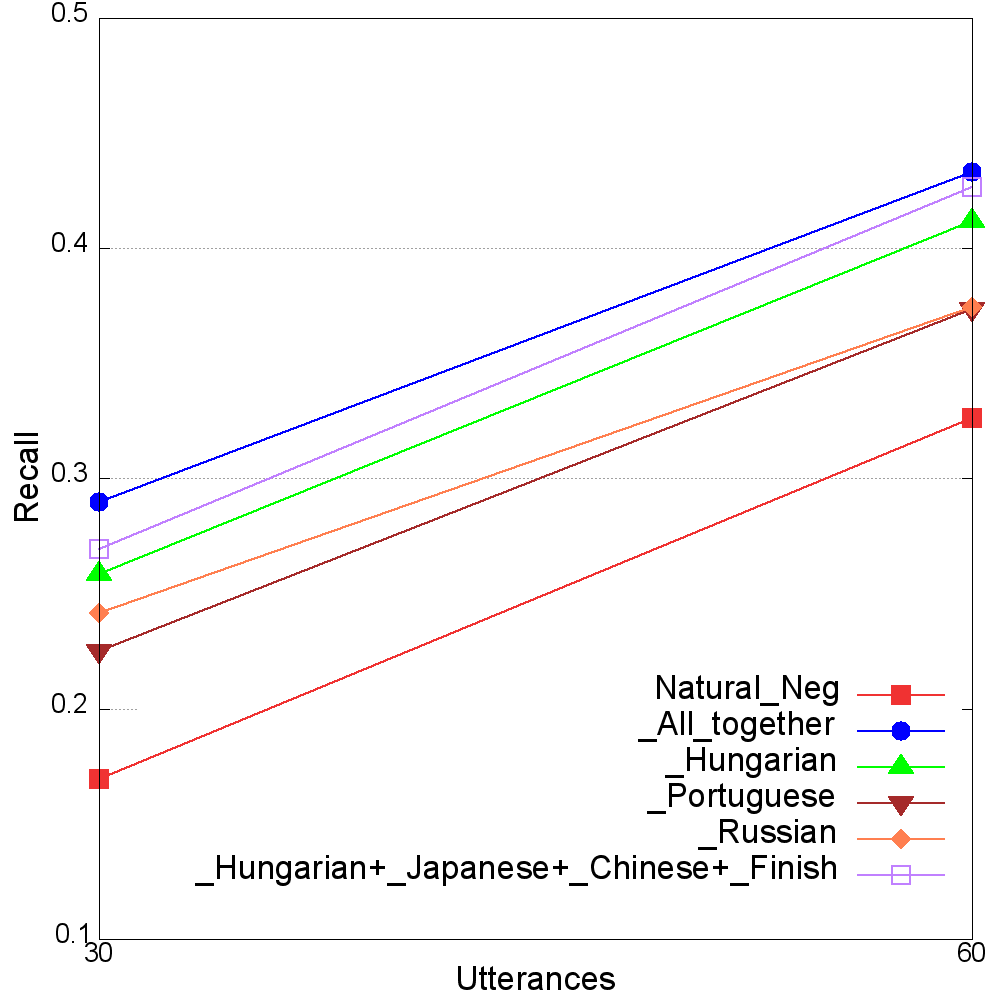 0.5
0.4
0.3
0.2
0.1
Recall
30
60
Utterances
Natural_Neg
_All_together
_Hungarian
_Portuguese
_Russian
_Hungarian+_Japanese+_Chinese+_Finish